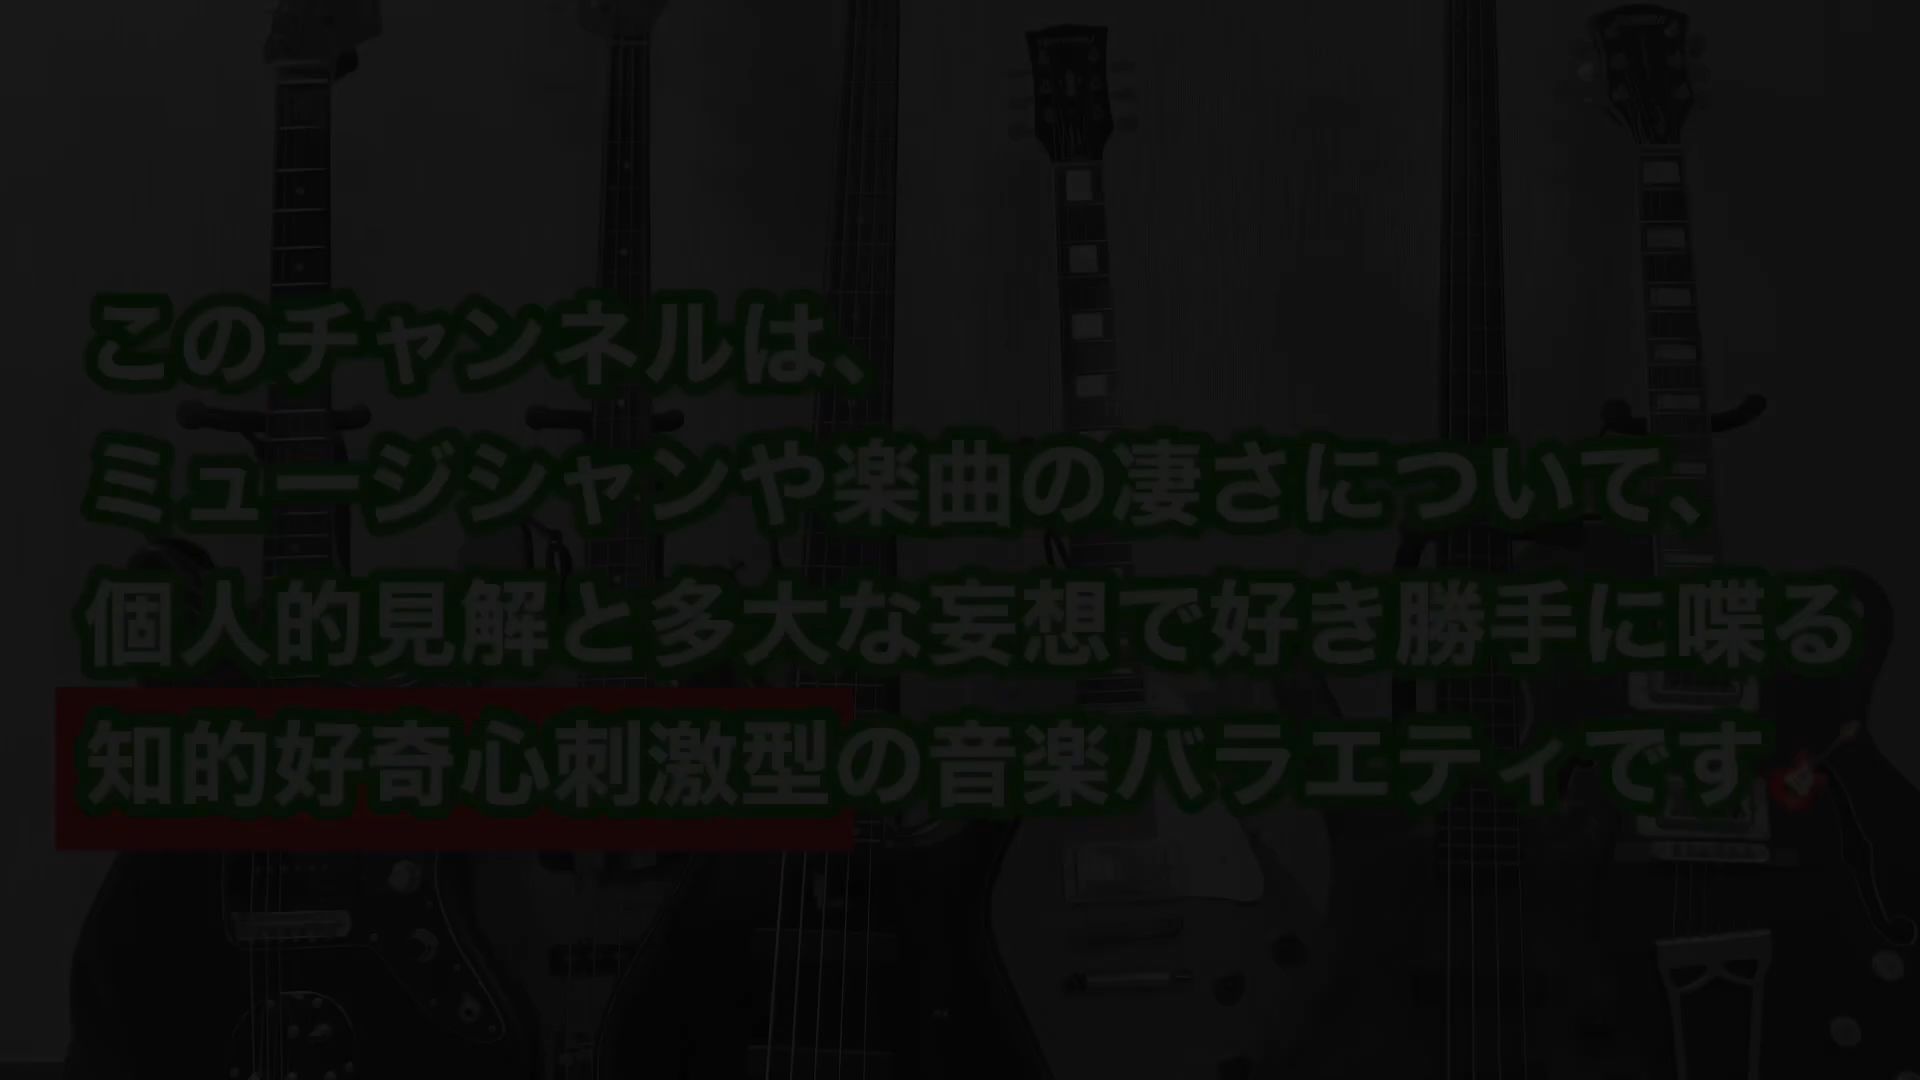 このチャンネルは、
ミュージシャンや楽曲の凄さについて、
個人的見解と多大な妄想で好き勝手に喋る
知的好奇心刺激型の音楽バラエティです